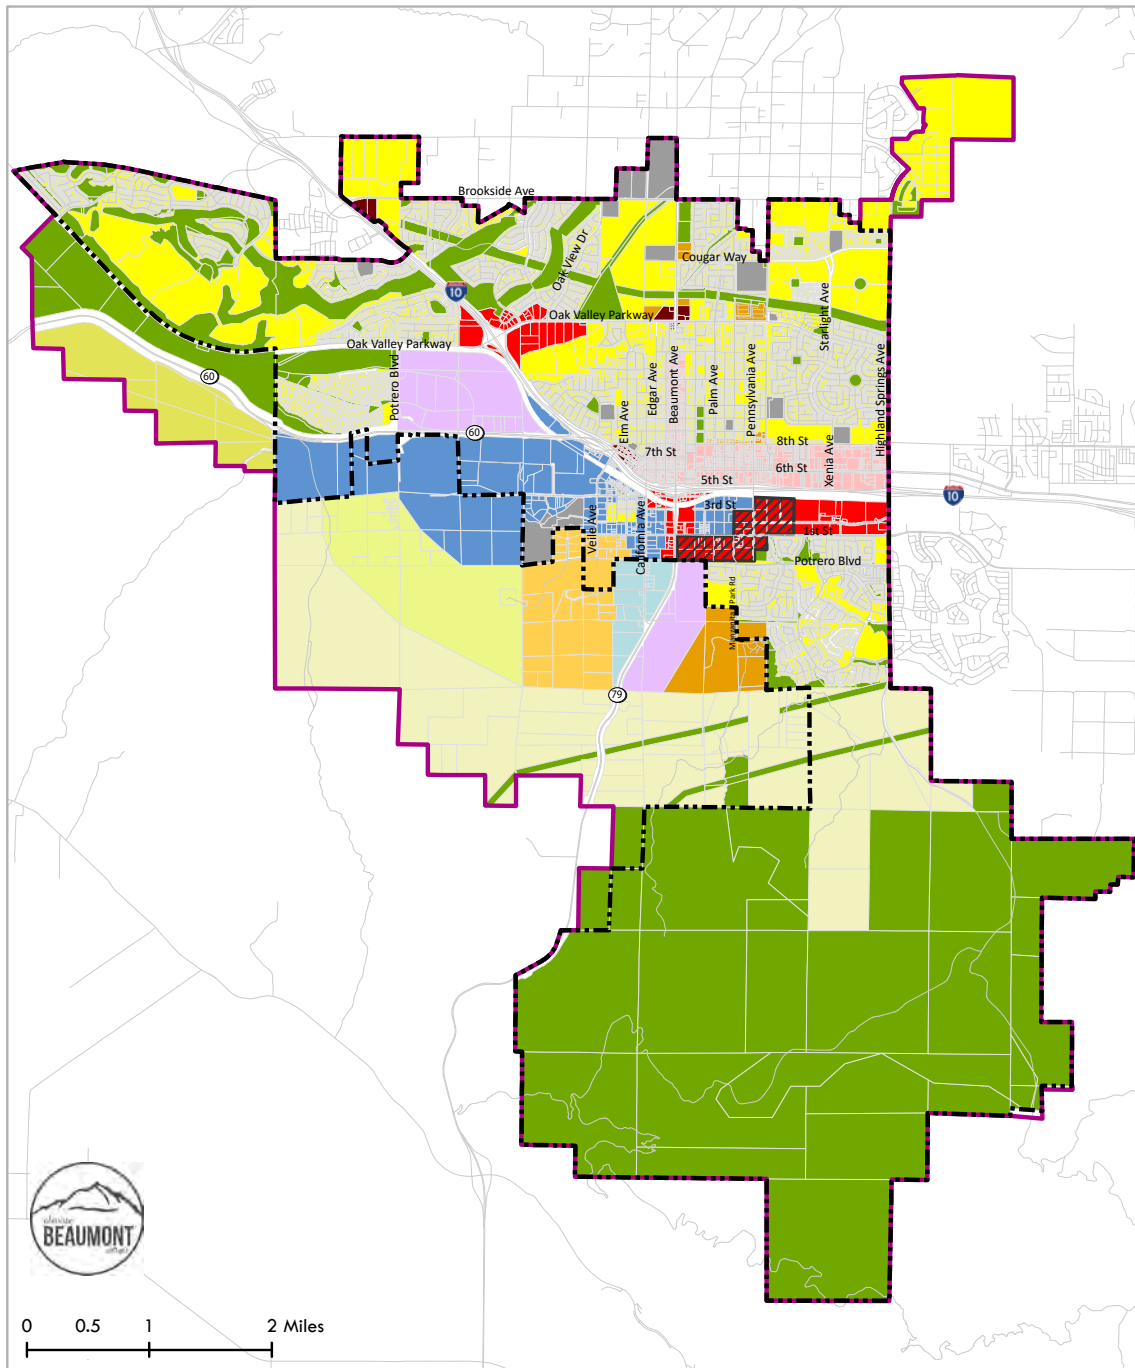 Brookside Ave
Oak View Dr
Cougar Way
10
Oak Valley Parkway
Starlight Ave
Oak Valley Parkway
60
Potrero Blvd
Edgar Ave
Beaumont Ave
Palm Ave
Pennsylvania Ave
Highland Springs Ave
Elm Ave
60
8th St
7th St
6th St
Xenia Ave
5th St
10
3rd St
Veile Ave
California Ave
1st St
Potrero Blvd
Manzanita Park Rd
79
BEAUMONT
0 0.5 1 2 Miles